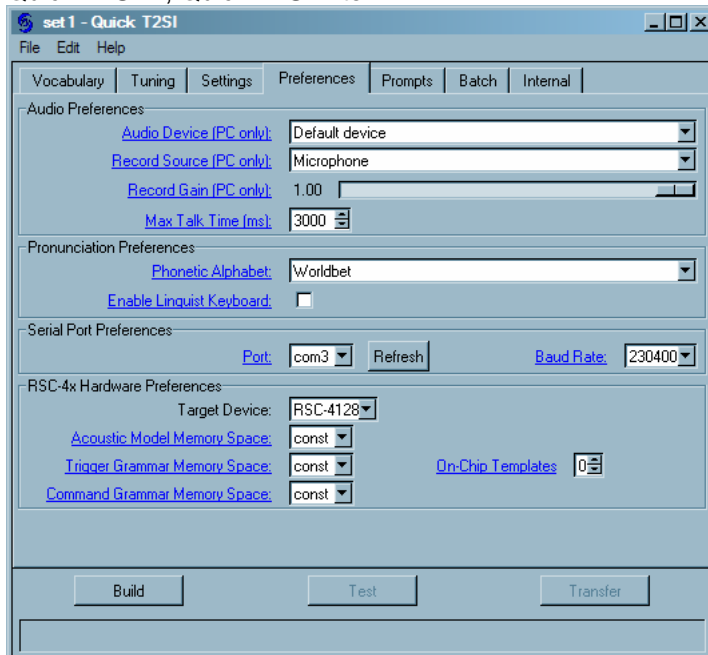 set1 - Quick T2SI
File Edit Help
Vocabulary Tuning Settings Preferences Prompts Batch Internal
Audio Preferences
Audio Device (PC only): Default device
Record Source (PC only): Microphone
Record Gain (PC only): 1.00
Max Talk Time (ms): 3000
Pronunciation Preferences
Phonetic Alphabet: Worldbet
Enable Linguist Keyboard:
Serial Port Preferences
Port: com3 Refresh Baud Rate: 230400
RSC-4x Hardware Preferences
Target Device: RSC-4128
Acoustic Model Memory Space: const
Trigger Grammar Memory Space: const On-Chip Templates 0
Command Grammar Memory Space: const
Build Test Transfer